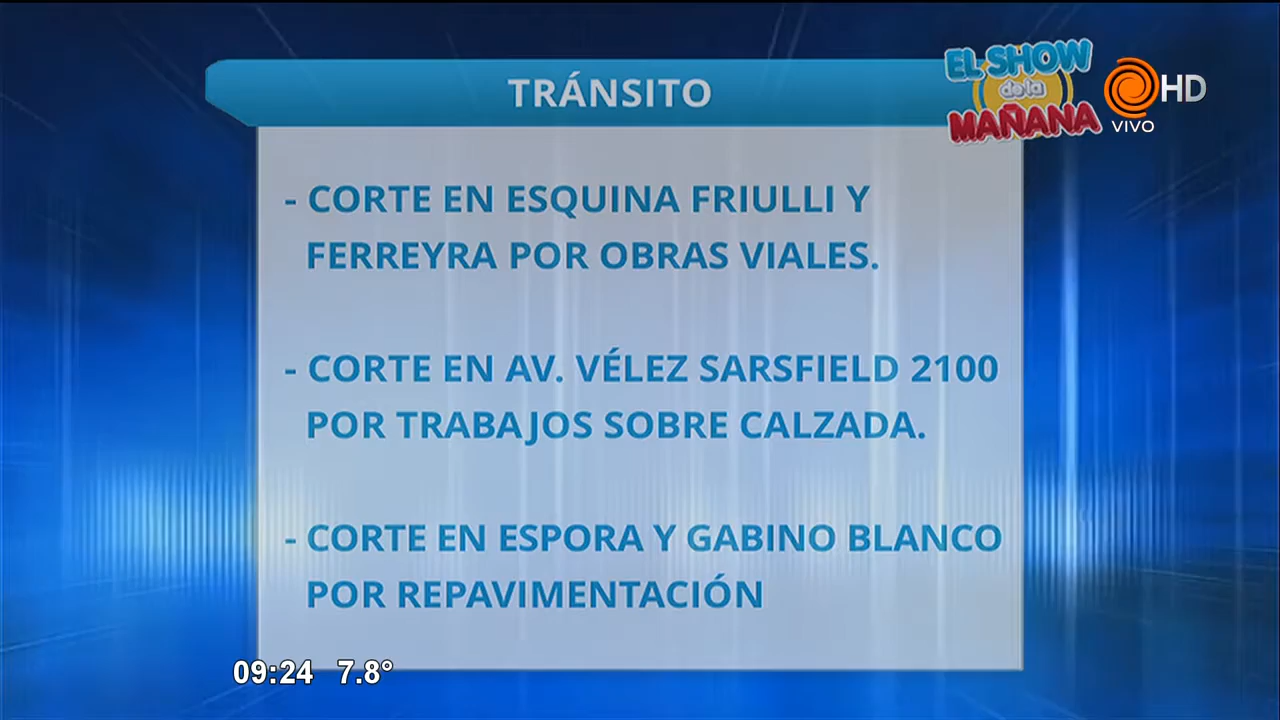 TRÁNSITO
EL SHOW
de la
MAÑANA
HD
VIVO
- CORTE EN ESQUINA FRIULLI Y
FERREYRA POR OBRAS VIALES.
- CORTE EN AV. VÉLEZ SARSFIELD 2100
POR TRABAJOS SOBRE CALZADA.
- CORTE EN ESPORA Y GABINO BLANCO
POR REPAVIMENTACIÓN
09:24 7.8°